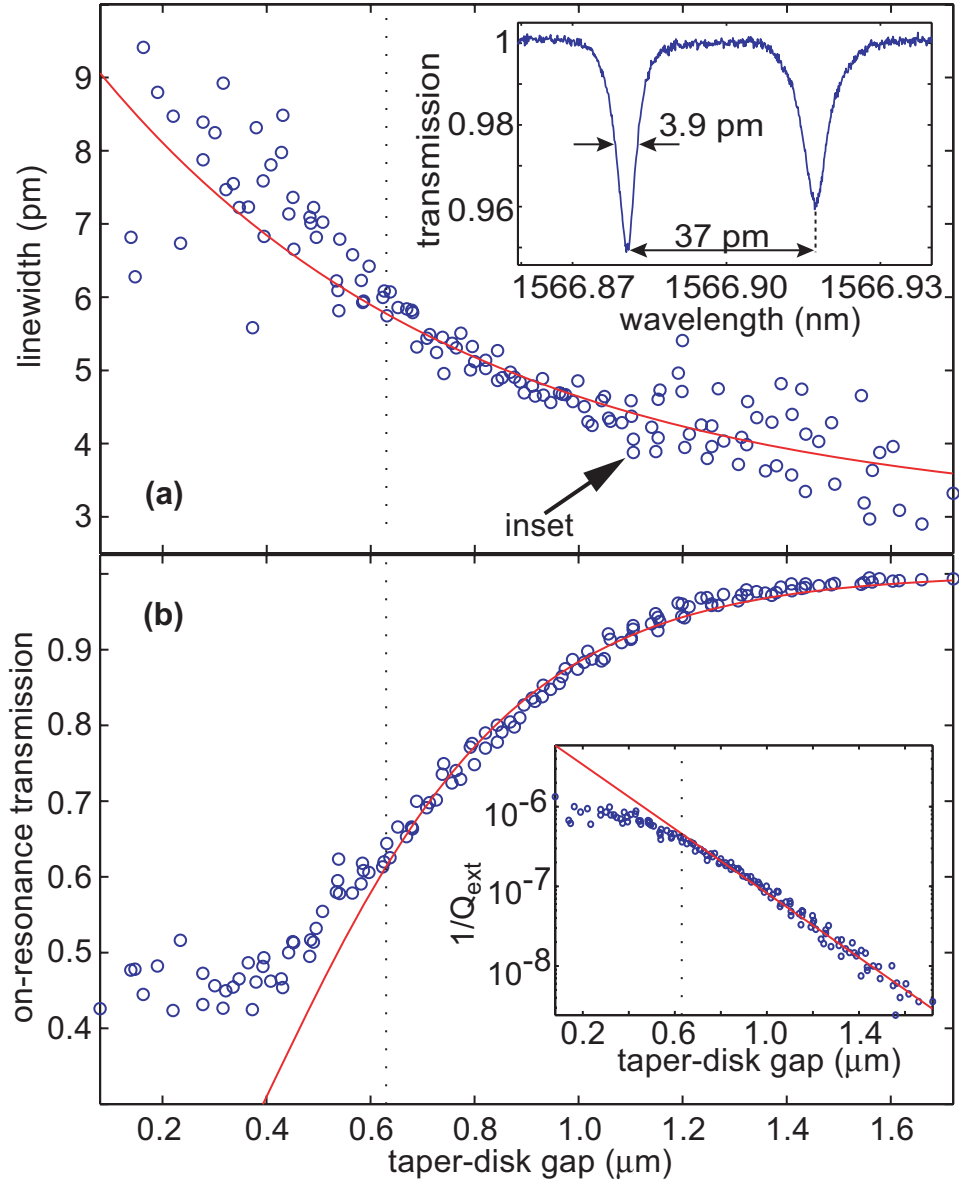 9
8
7
6
5
4
3
linewidth (pm)
(a)
inset
1
0.98
0.96
transmission
3.9 pm
37 pm
1566.87 1566.90 1566.93
wavelength (nm)
(b)
0.9
0.8
0.7
0.6
0.5
0.4
on-resonance transmission
10-6
10-7
10-8
1/Qext
0.2 0.6 1.0 1.4
taper-disk gap (μm)
0.2 0.4 0.6 0.8 1.0 1.2 1.4 1.6
taper-disk gap (μm)